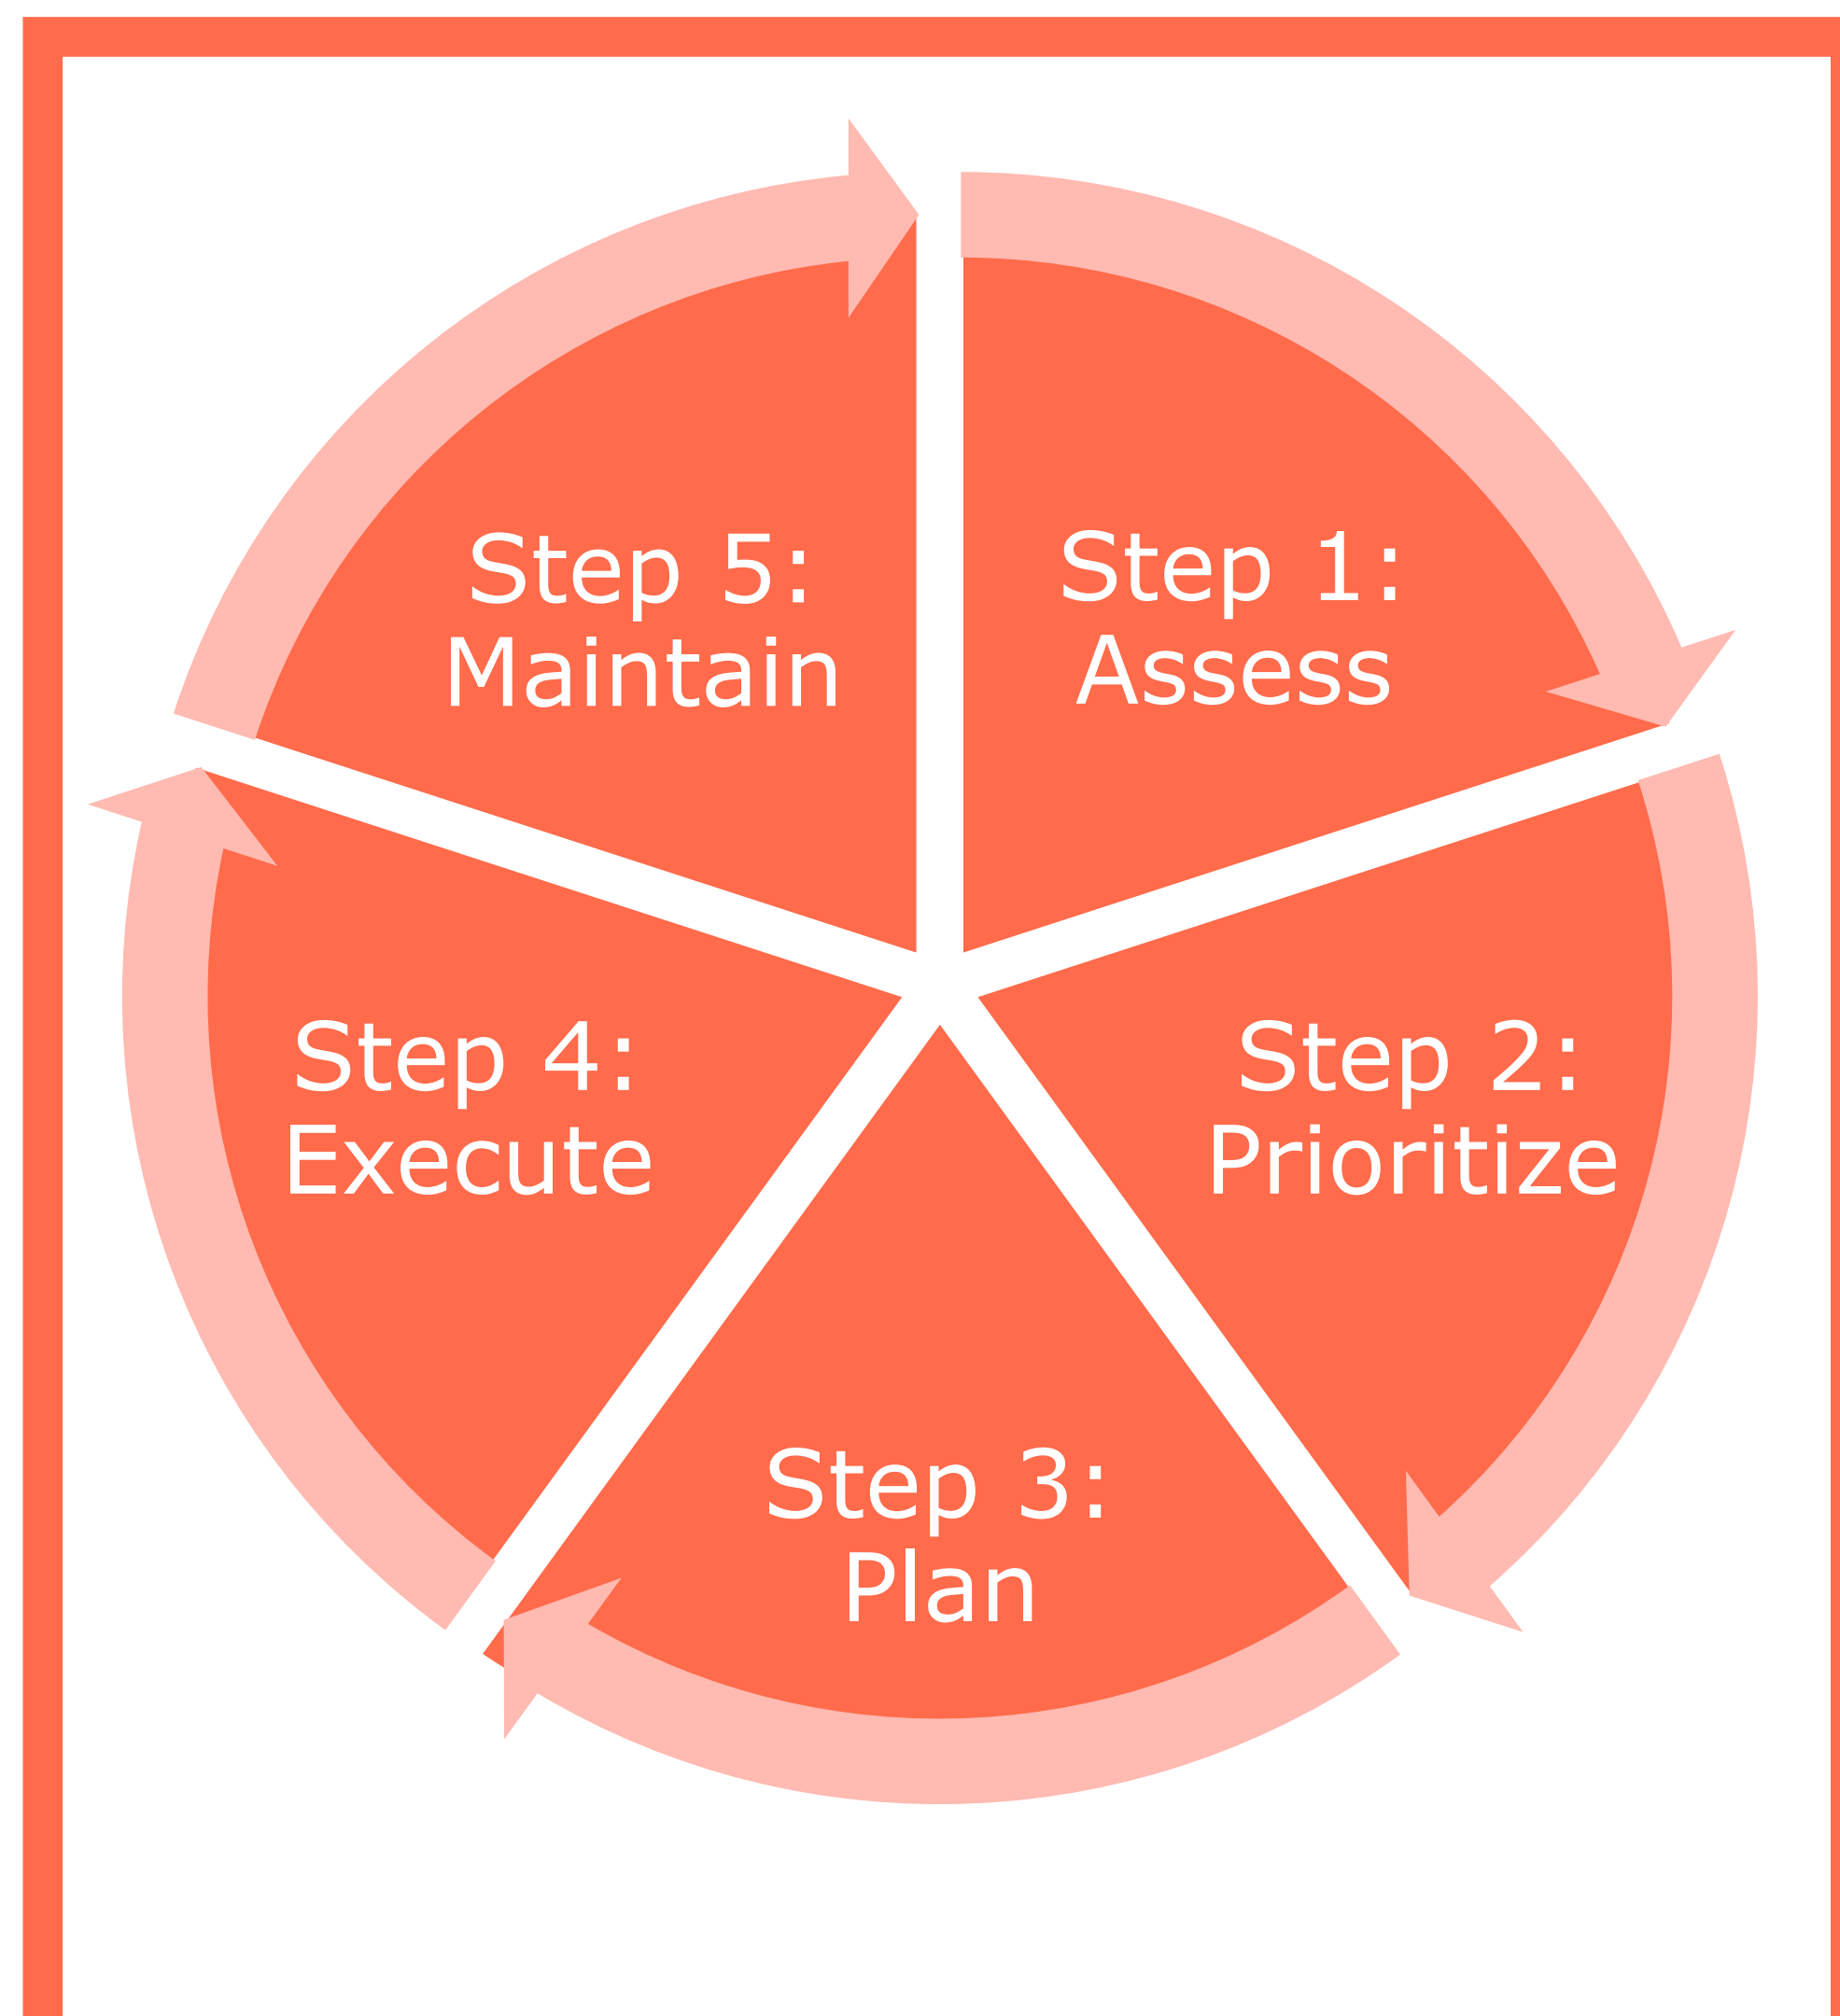 Step 1:
Assess
Step 2:
Prioritize
Step 3:
Plan
Step 4:
Execute
Step 5:
Maintain